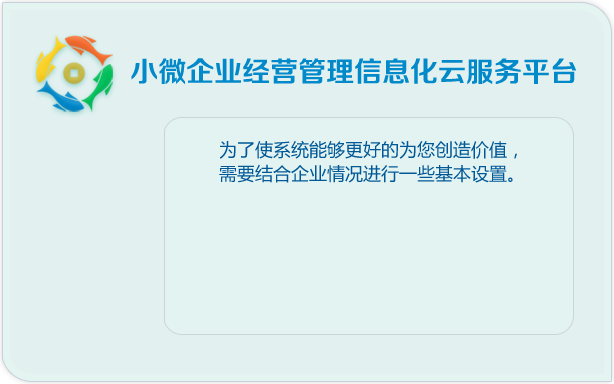 小微企业经营管理信息化云服务平台
为了使系统能够更好的为您创造价值，
需要结合企业情况进行一些基本设置。